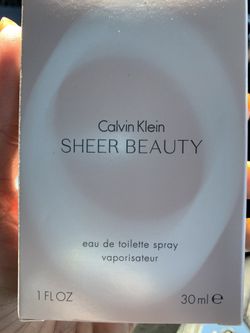 Calvin Klein
SHEER BEAUTY
eau de toilette spray
vaporisateur
1 FL OZ 30 ml ℮